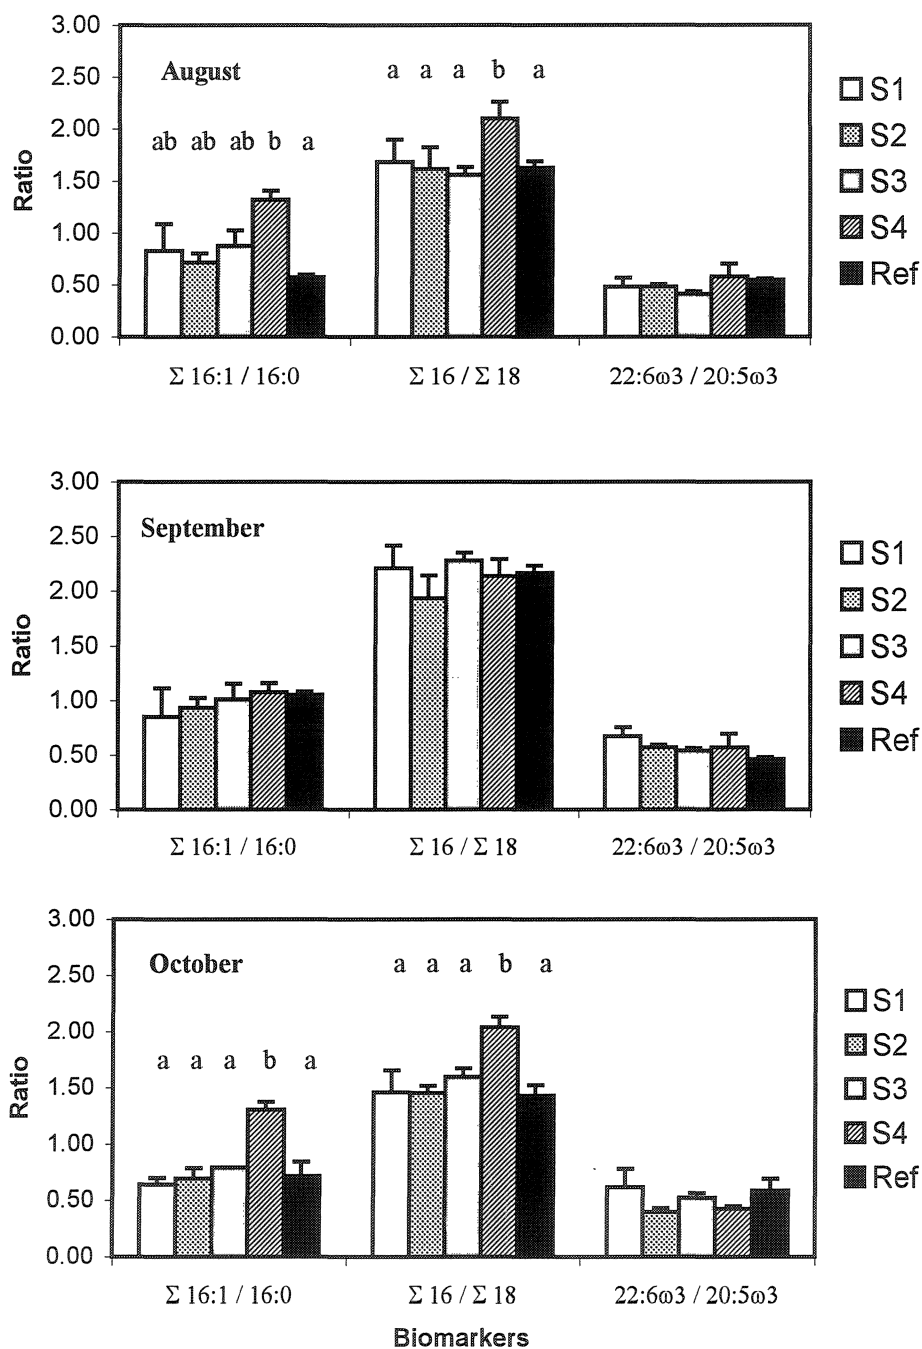 3.00
August
a a a b a
2.50
S1
2.00
ab ab ab b a
S2
Ratio
1.50
S3
1.00
S4
0.50
Ref
0.00
Σ 16:1 / 16:0
Σ 16 / Σ 18
22:6ω3 / 20:5ω3
3.00
September
2.50
S1
2.00
S2
Ratio
1.50
S3
1.00
S4
0.50
Ref
0.00
Σ 16:1 / 16:0
Σ 16 / Σ 18
22:6ω3 / 20:5ω3
3.00
October
a a a b a
2.50
S1
2.00
S2
a a a b a
Ratio
1.50
S3
1.00
S4
0.50
Ref
0.00
Σ 16:1 / 16:0
Σ 16 / Σ 18
22:6ω3 / 20:5ω3
Biomarkers